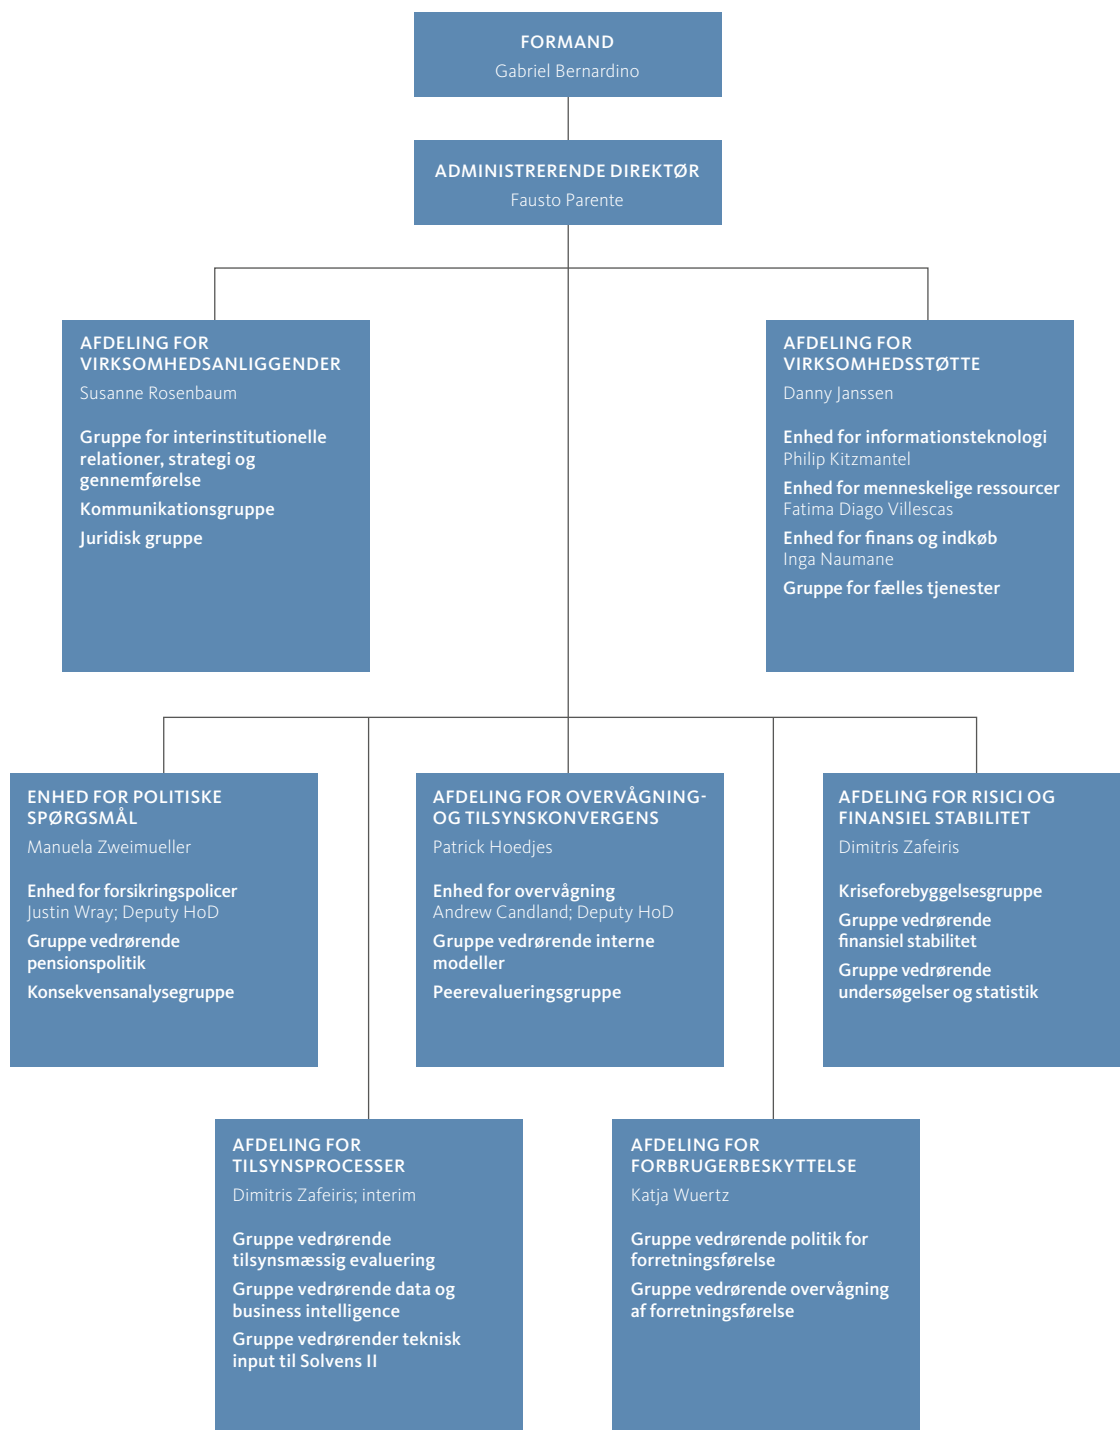 FORMAND
Gabriel Bernardino
ADMINISTRERENDE DIREKTØR
Fausto Parente
AFDELING FOR
VIRKSOMHEDSANLIGGENDER
Susanne Rosenbaum
Gruppe for interinstitutionelle
relationer, strategi og
gennemførelse
Kommunikationsgruppe
Juridisk gruppe
AFDELING FOR
VIRKSOMHEDSSTØTTE
Danny Janssen
Enhed for informationsteknologi
Philip Kitzmantel
Enhed for menneskelige ressourcer
Fatima Diago Villescas
Enhed for finans og indkøb
Inga Naumane
Gruppe for fælles tjenester
ENHED FOR POLITISKE
SPØRGSMÅL
Manuela Zweimueller
Enhed for forsikringspolicer
Justin Wray; Deputy HoD
Gruppe vedrørende
pensionspolitik
Konsekvensanalysegruppe
AFDELING FOR OVERVÅGNING-
OG TILSYNSKONVERGENS
Patrick Hoedjes
Enhed for overvågning
Andrew Candland; Deputy HoD
Gruppe vedrørende interne
modeller
Peerevalueringsgruppe
AFDELING FOR RISICI OG
FINANSIEL STABILITET
Dimitris Zafeiris
Kriseforebyggelsesgruppe
Gruppe vedrørende
finansiel stabilitet
Gruppe vedrørende
undersøgelser og statistik
AFDELING FOR
TILSYNSPROCESSER
Dimitris Zafeiris; interim
Gruppe vedrørende
tilsynsmæssig evaluering
Gruppe vedrørende data og
business intelligence
Gruppe vedrørender teknisk
input til Solvens II
AFDELING FOR
FORBRUGERBESKYTTELSE
Katja Wuertz
Gruppe vedrørende politik for
forretningsførelse
Gruppe vedrørende overvågning
af forretningsførelse